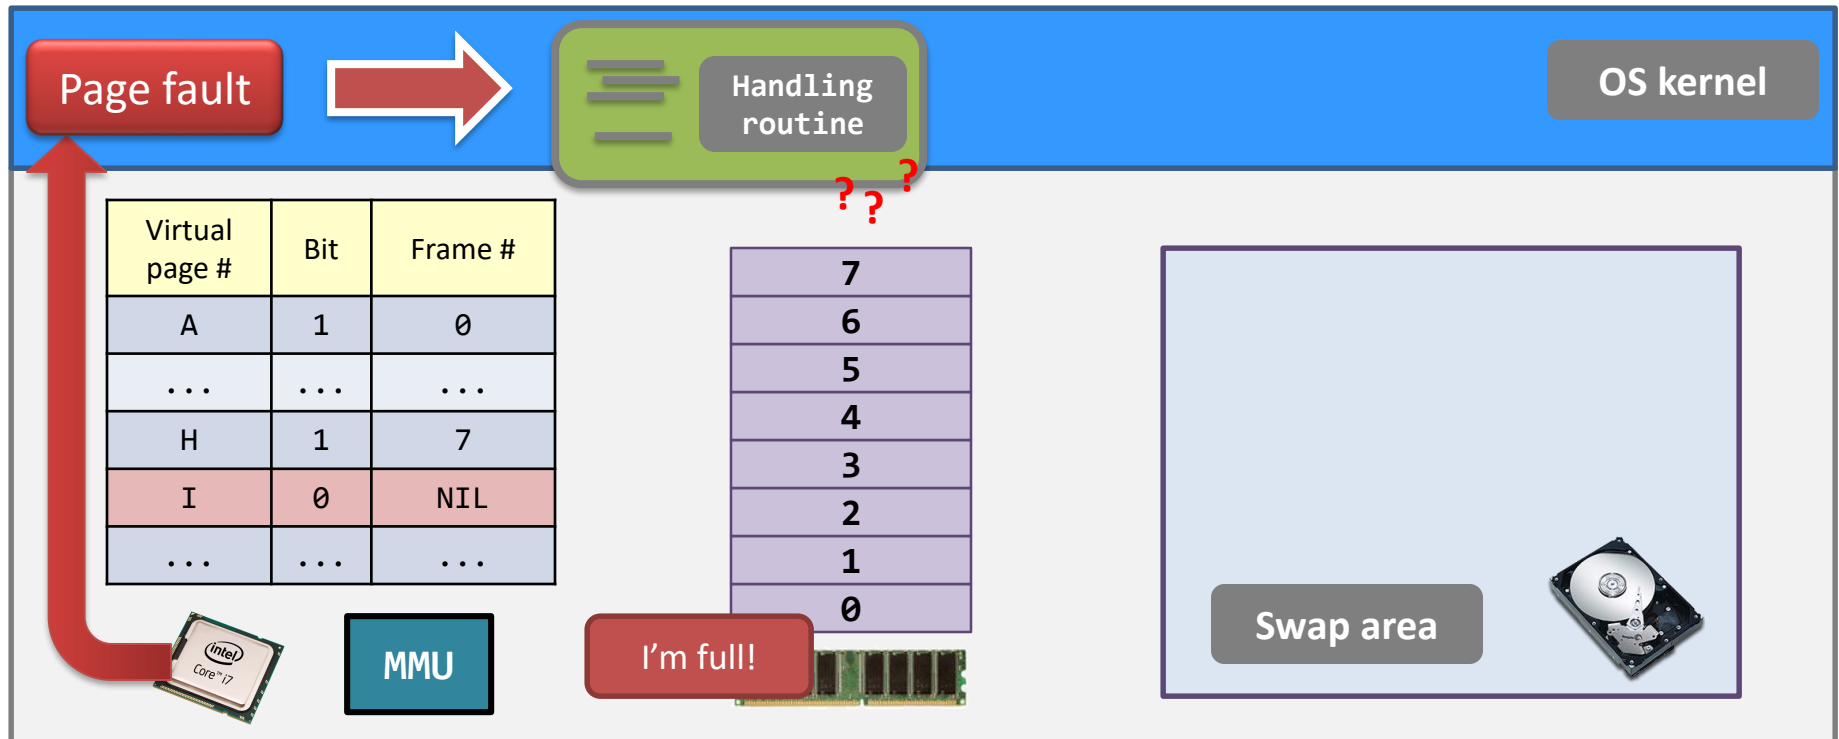 Page fault
Handling
routine
OS kernel
? ? ?
Virtual
page #
Bit
Frame #
A 1 0
... ... ...
H 1 7
I 0 NIL
... ... ...
7
6
5
4
3
2
1
0
intel
Core™ i7
MMU
I'm full!
Swap area